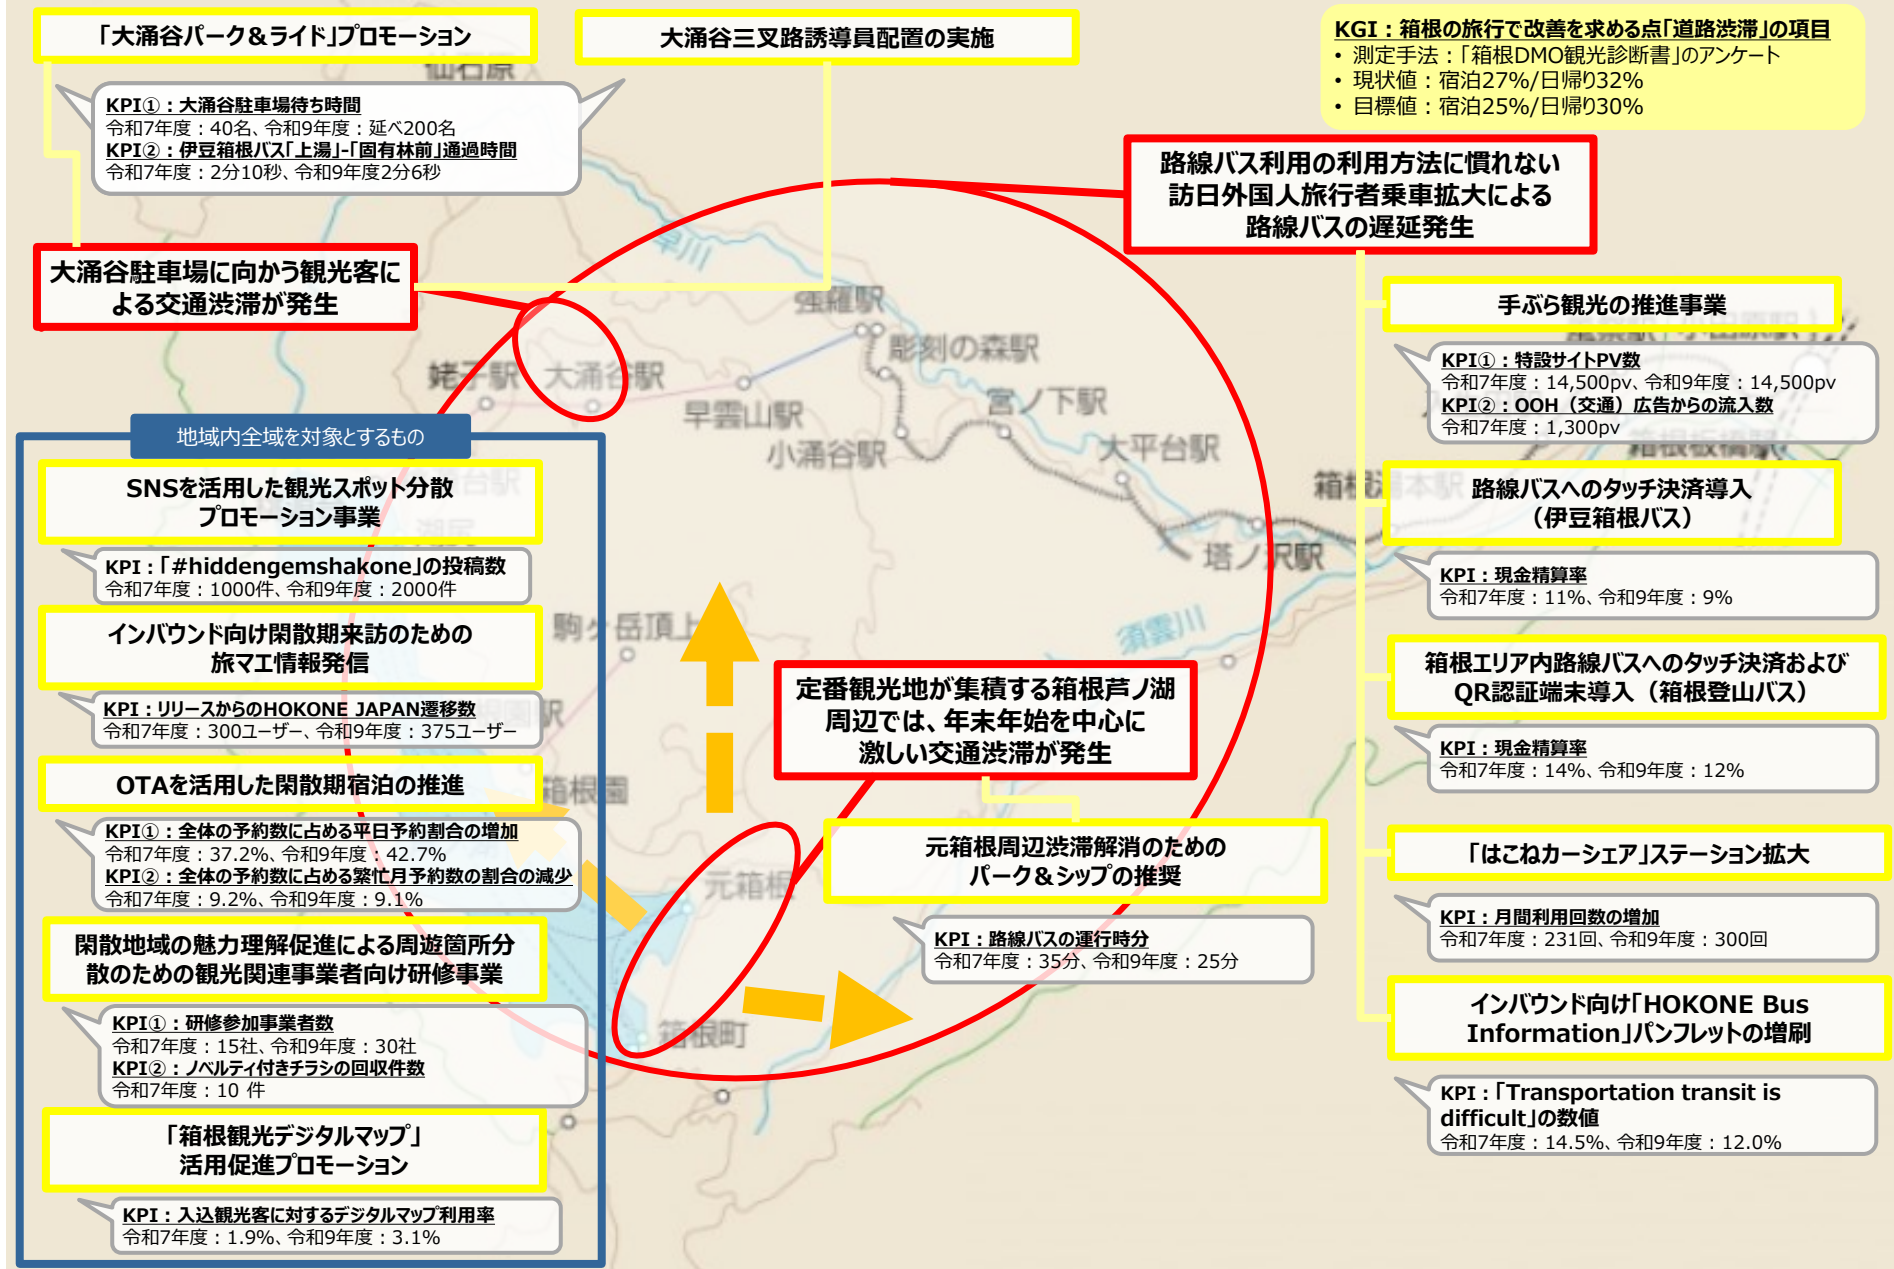 「大涌谷パーク&ライド」プロモーション
大涌谷三叉路誘導員配置の実施
KGI：箱根の旅行で改善を求める点「道路渋滞」の項目
• 測定手法：「箱根DMO観光診断書」のアンケート
• 現状値：宿泊27%/日帰り32%
• 目標値：宿泊25%/日帰り30%
仙石原
KPI①：大涌谷駐車場待ち時間
令和7年度：40名、令和9年度：延べ200名
KPI②：伊豆箱根バス「上湯」-「固有林前」通過時間
令和7年度：2分10秒、令和9年度2分6秒
路線バス利用の利用方法に慣れない
訪日外国人旅行者乗車拡大による
路線バスの遅延発生
大涌谷駐車場に向かう観光客に
よる交通渋滞が発生
早川
強羅駅
彫刻の森駅
姥子駅
大涌谷駅
早雲山駅
宮ノ下駅
小涌谷駅
大平台駅
塔ノ沢駅
箱根板橋駅
須雲川
駒ヶ岳頂上
箱根園
元箱根
箱根町
手ぶら観光の推進事業
KPI①：特設サイトPV数
令和7年度：14,500pv、令和9年度：14,500pv
KPI②：OOH（交通）広告からの流入数
令和7年度：1,300pv
路線バスへのタッチ決済導入
（伊豆箱根バス）
KPI：現金精算率
令和7年度：11%、令和9年度：9%
箱根エリア内路線バスへのタッチ決済および
QR認証端末導入（箱根登山バス）
KPI：現金精算率
令和7年度：14%、令和9年度：12%
「はこねカーシェア」ステーション拡大
KPI：月間利用回数の増加
令和7年度：231回、令和9年度：300回
インバウンド向け「HOKONE Bus
Information」パンフレットの増刷
KPI：「Transportation transit is
difficult」の数値
令和7年度：14.5%、令和9年度：12.0%
定番観光地が集積する箱根芦ノ湖
周辺では、年末年始を中心に
激しい交通渋滞が発生
元箱根周辺渋滞解消のための
パーク&シップの推奨
KPI：路線バスの運行時分
令和7年度：35分、令和9年度：25分
地域内全域を対象とするもの
SNSを活用した観光スポット分散
プロモーション事業
KPI：「#hiddengemshakone」の投稿数
令和7年度：1000件、令和9年度：2000件
インバウンド向け閑散期来訪のための
旅マエ情報発信
KPI：リリースからのHOKONE JAPAN遷移数
令和7年度：300ユーザー、令和9年度：375ユーザー
OTAを活用した閑散期宿泊の推進
KPI①：全体の予約数に占める平日予約割合の増加
令和7年度：37.2%、令和9年度：42.7%
KPI②：全体の予約数に占める繁忙月予約数の割合の減少
令和7年度：9.2%、令和9年度：9.1%
閑散地域の魅力理解促進による周遊箇所分
散のための観光関連事業者向け研修事業
KPI①：研修参加事業者数
令和7年度：15社、令和9年度：30社
KPI②：ノベルティ付きチラシの回収件数
令和7年度：10 件
「箱根観光デジタルマップ」
活用促進プロモーション
KPI：入込観光客に対するデジタルマップ利用率
令和7年度：1.9%、令和9年度：3.1%